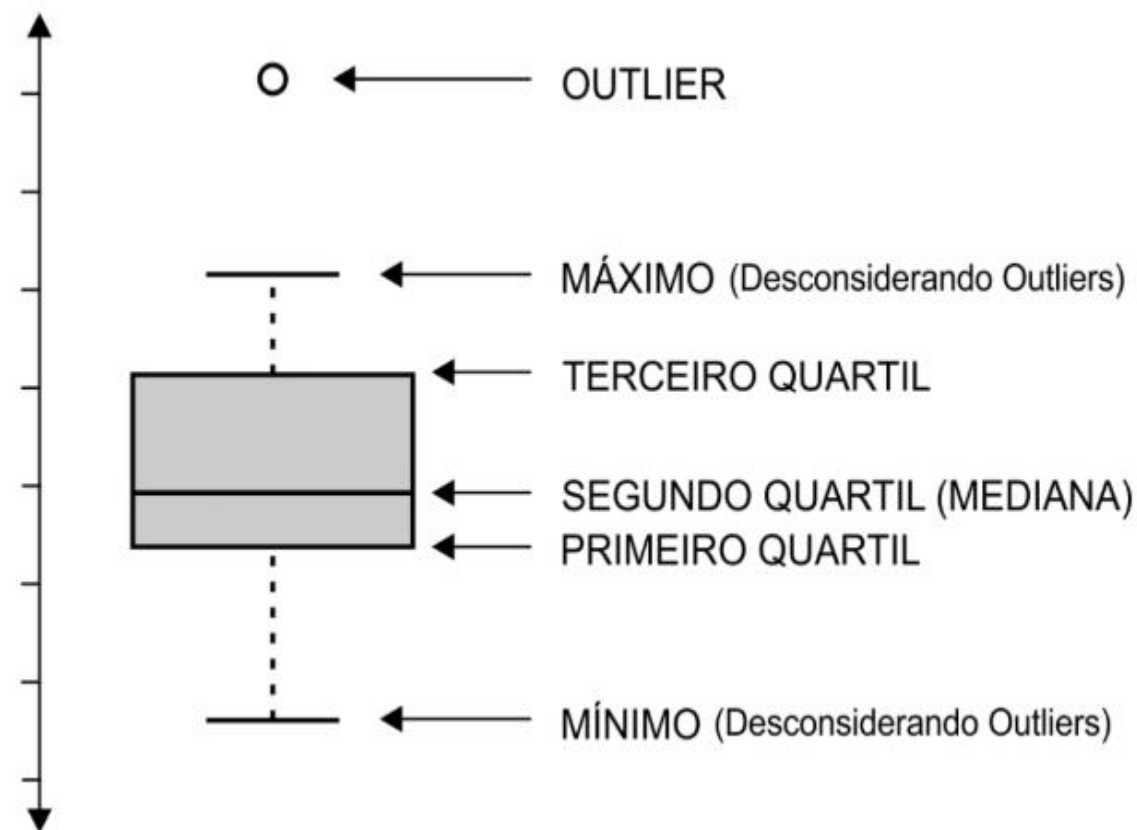 OUTLIER
MÁXIMO (Desconsiderando Outliers)
TERCEIRO QUARTIL
SEGUNDO QUARTIL (MEDIANA)
PRIMEIRO QUARTIL
MÍNIMO (Desconsiderando Outliers)